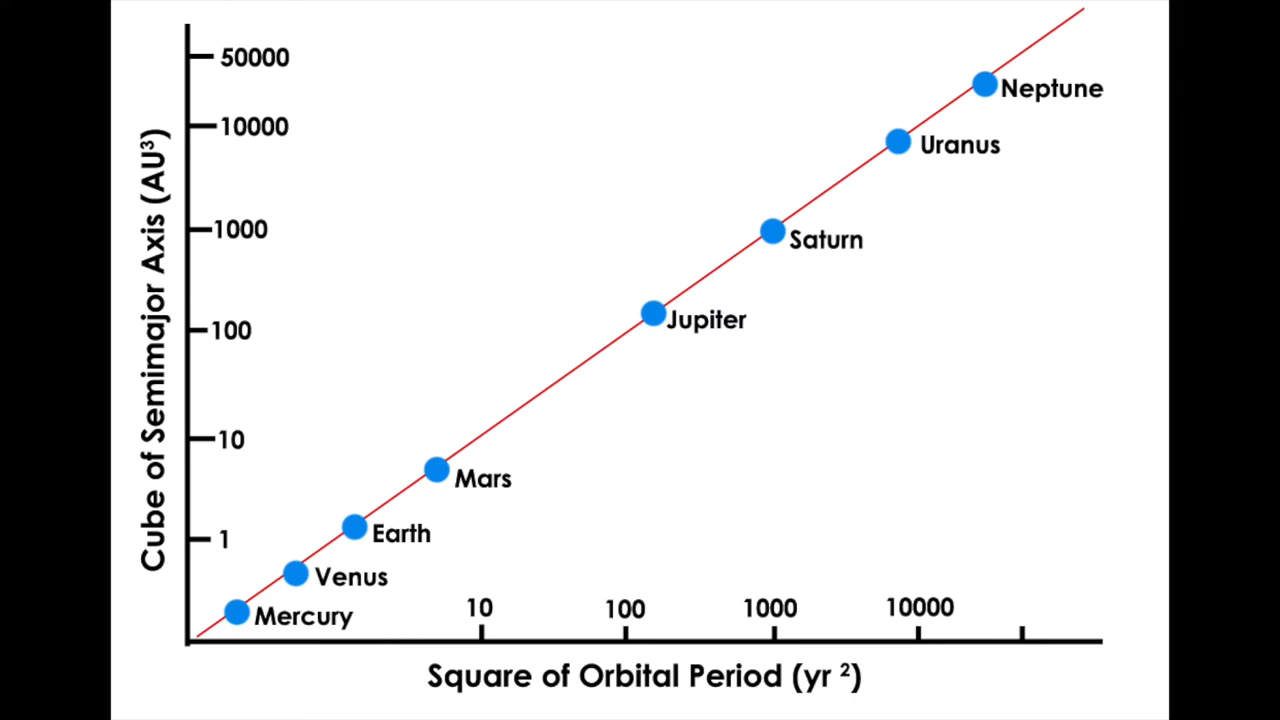 50000
10000
1000
100
10
1
Cube of Semimajor Axis (AU³)
Neptune
Uranus
Saturn
Jupiter
Mars
Earth
Venus
Mercury
10 100 1000 10000
Square of Orbital Period (yr ²)